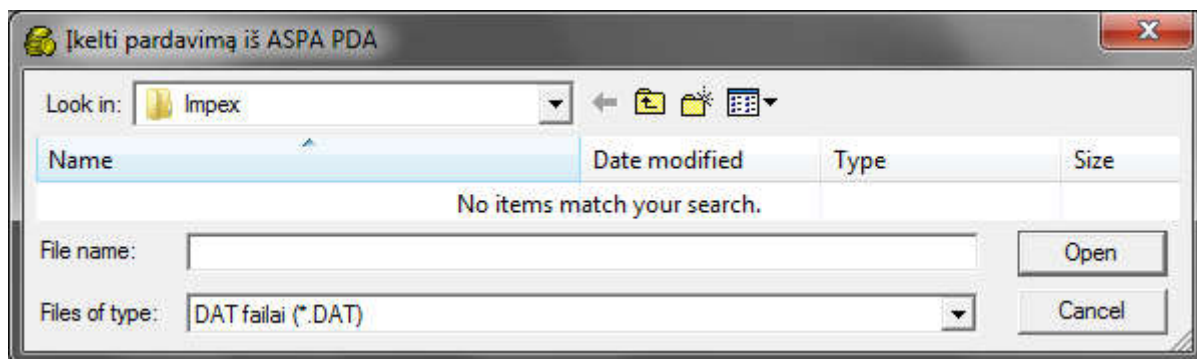 Įkelti pardavimą iš ASPA PDA
Look in: Impex
Name Date modified Type Size
No items match your search.
File name: Open
Files of type: DAT failai (*.DAT) Cancel